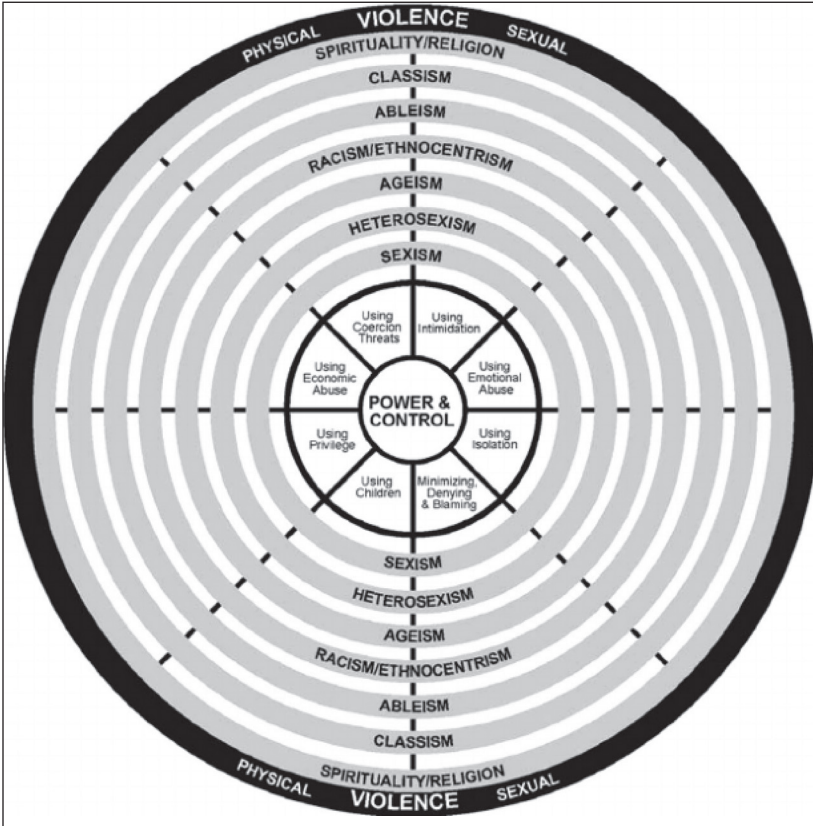 PHYSICAL VIOLENCE SEXUAL
SPIRITUALITY/RELIGION
CLASSISM
ABLEISM
RACISM/ETHNOCENTRISM
AGEISM
HETEROSEXISM
SEXISM
Using
Coercion
Threats
Using
Intimidation
Using
Economic
Abuse
Using
Emotional
Abuse
POWER &
CONTROL
Using
Privilege
Using
Isolation
Using
Children
Minimizing,
Denying
& Blaming
SEXISM
HETEROSEXISM
AGEISM
RACISM/ETHNOCENTRISM
ABLEISM
CLASSISM
SPIRITUALITY/RELIGION
PHYSICAL VIOLENCE SEXUAL